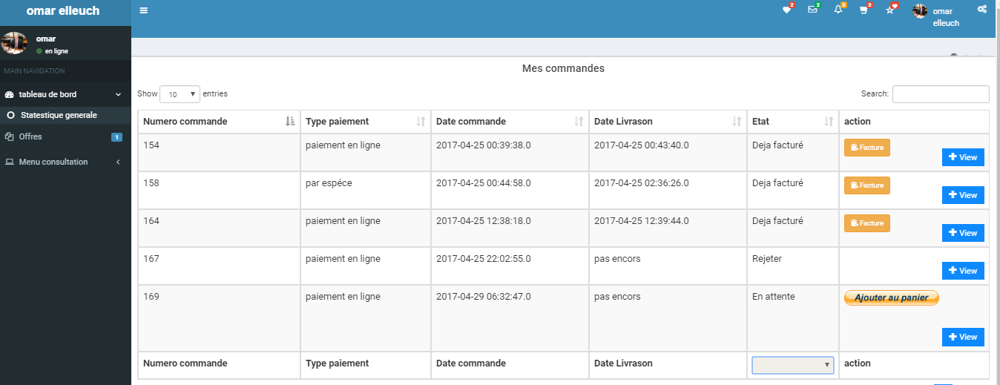 omar elleuch
2 2 3 3
omar
elleuch
omar
en ligne
MAIN NAVIGATION
tableau de bord
Statestique generale
Offres 1
Menu consultation
Mes commandes
Show 10 entries Search:
Numero commande Type paiement Date commande Date Livrason Etat action
154 paiement en ligne 2017-04-25 00:39:38.0 2017-04-25 00:43:40.0 Deja facturé Facture
View
158 par espéce 2017-04-25 00:44:58.0 2017-04-25 02:36:26.0 Deja facturé Facture
View
164 paiement en ligne 2017-04-25 12:38:18.0 2017-04-25 12:39:44.0 Deja facturé Facture
View
167 paiement en ligne 2017-04-25 22:02:55.0 pas encors Rejeter
View
169 paiement en ligne 2017-04-29 06:32:47.0 pas encors En attente Ajouter au panier
View
Numero commande Type paiement Date commande Date Livrason action